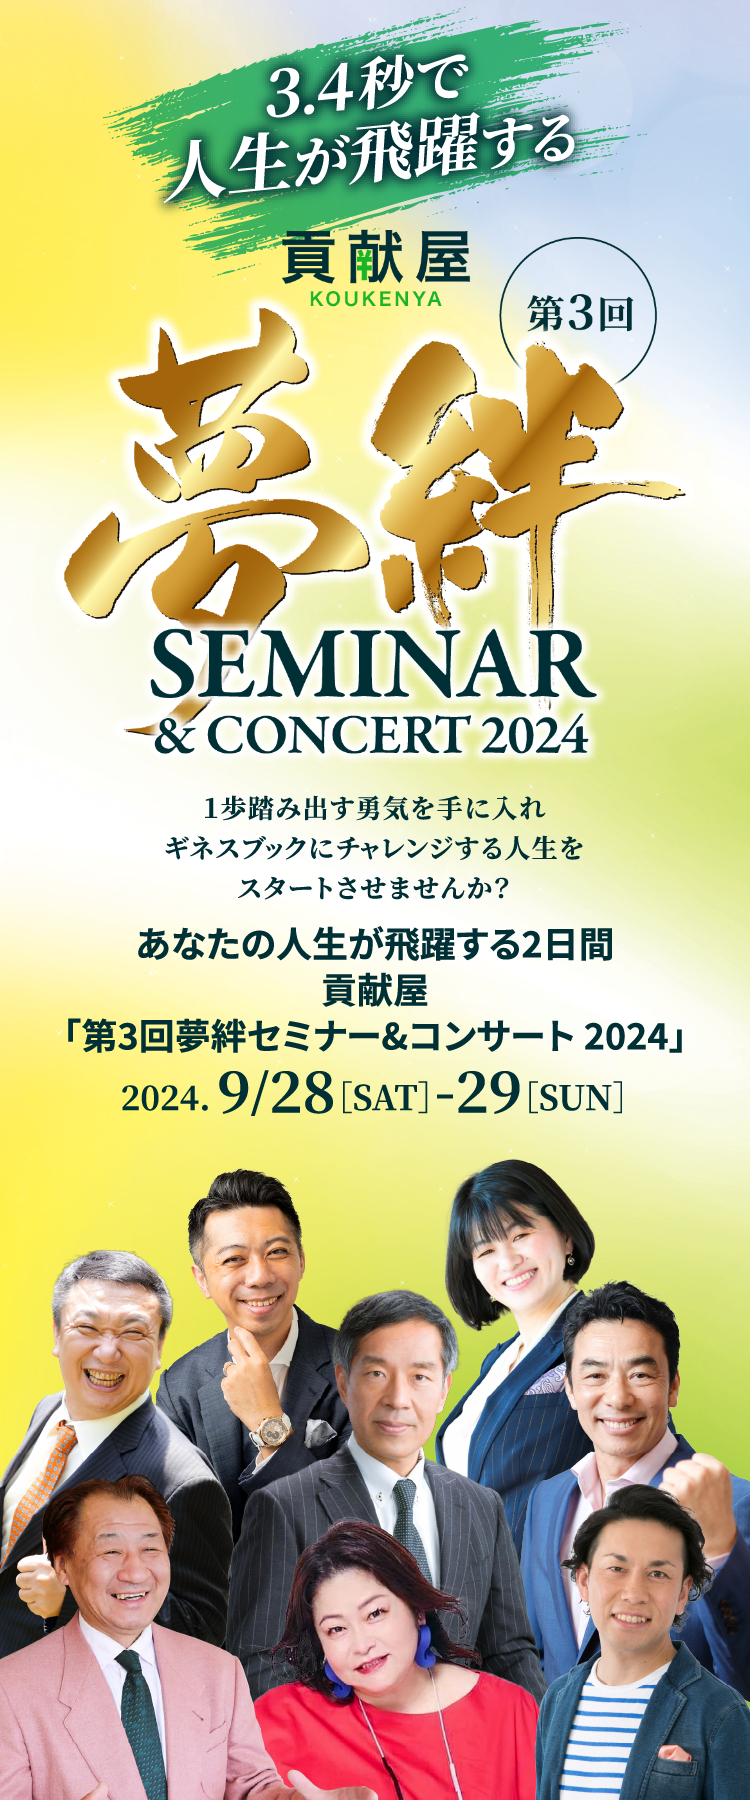 3.4秒で
人生が飛躍する
貢献屋
KOUKENYA
第3回
夢絆
SEMINAR
& CONCERT 2024
1歩踏み出す勇気を手に入れ
ギネスブックにチャレンジする人生を
スタートさせませんか?
あなたの人生が飛躍する2日間
貢献屋
「第3回夢絆セミナー&コンサート 2024」
2024. 9/28[SAT]-29[SUN]